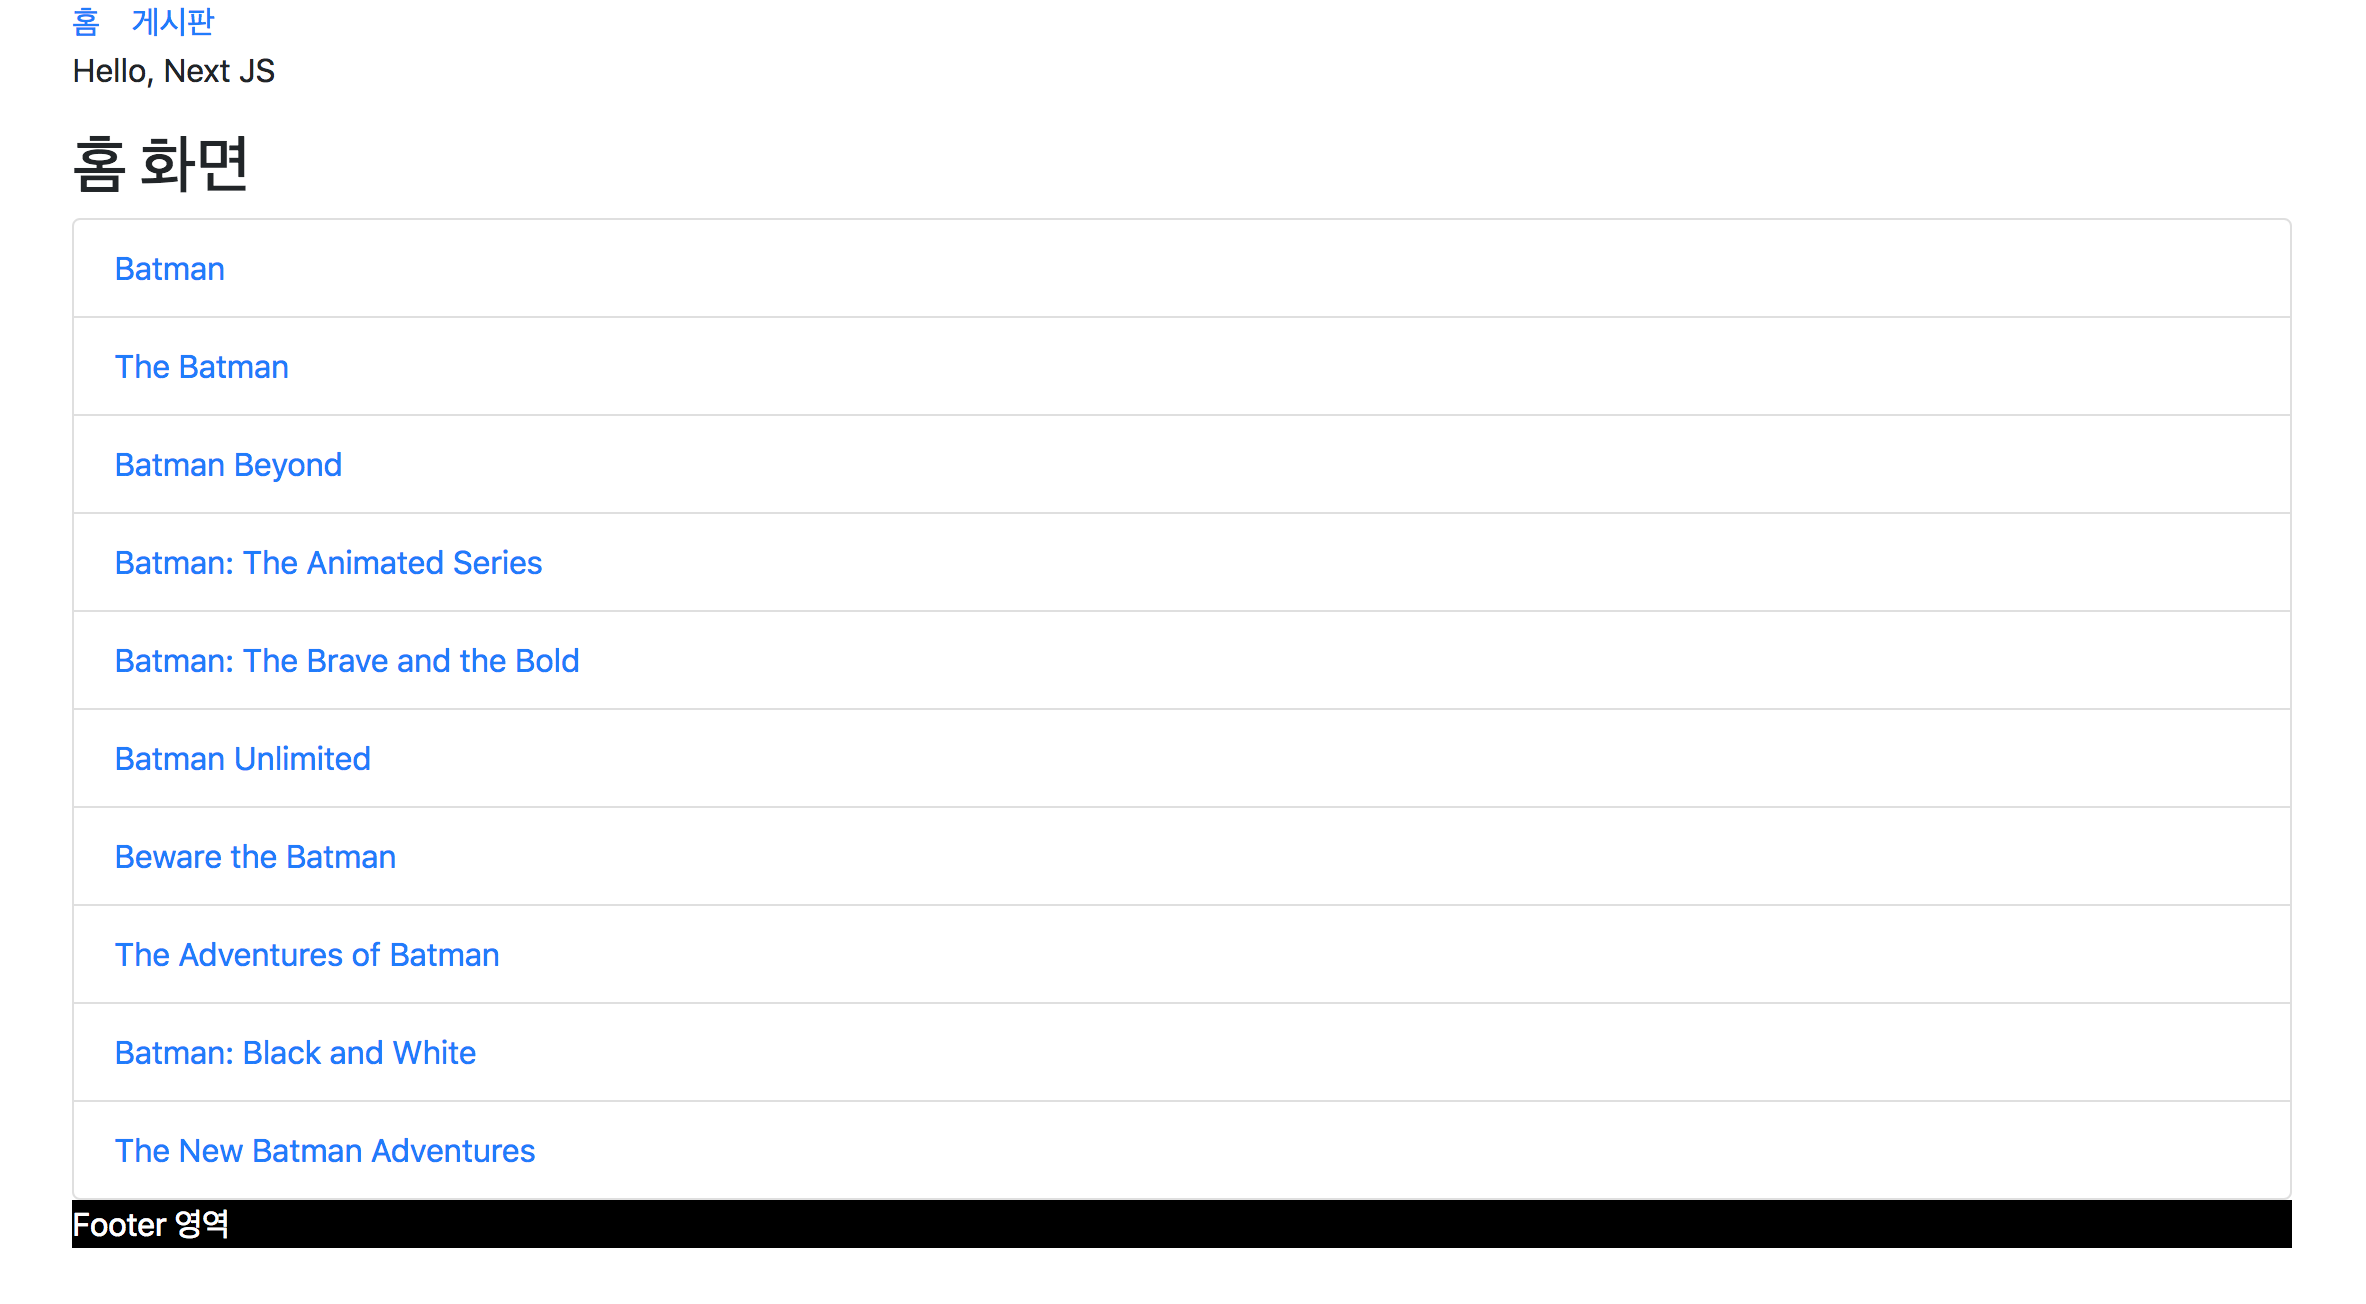 홈 게시판
Hello, Next JS
홈 화면
Batman
The Batman
Batman Beyond
Batman: The Animated Series
Batman: The Brave and the Bold
Batman Unlimited
Beware the Batman
The Adventures of Batman
Batman: Black and White
The New Batman Adventures
Footer 영역